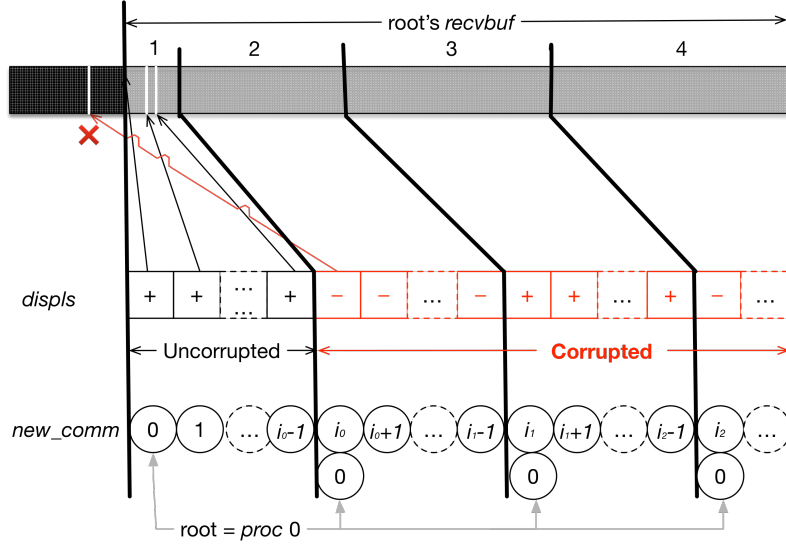 root's recvbuf
1 2 3 4
displs + + ... ... + − − ... − + + ... + − ...
Uncorrupted Corrupted
new_comm 0 1 ... i₀-1 i₀ i₀+1 ... i₁-1 i₁ i₁+1 ... i₂-1 i₂ ...
0 0 0
root = proc 0